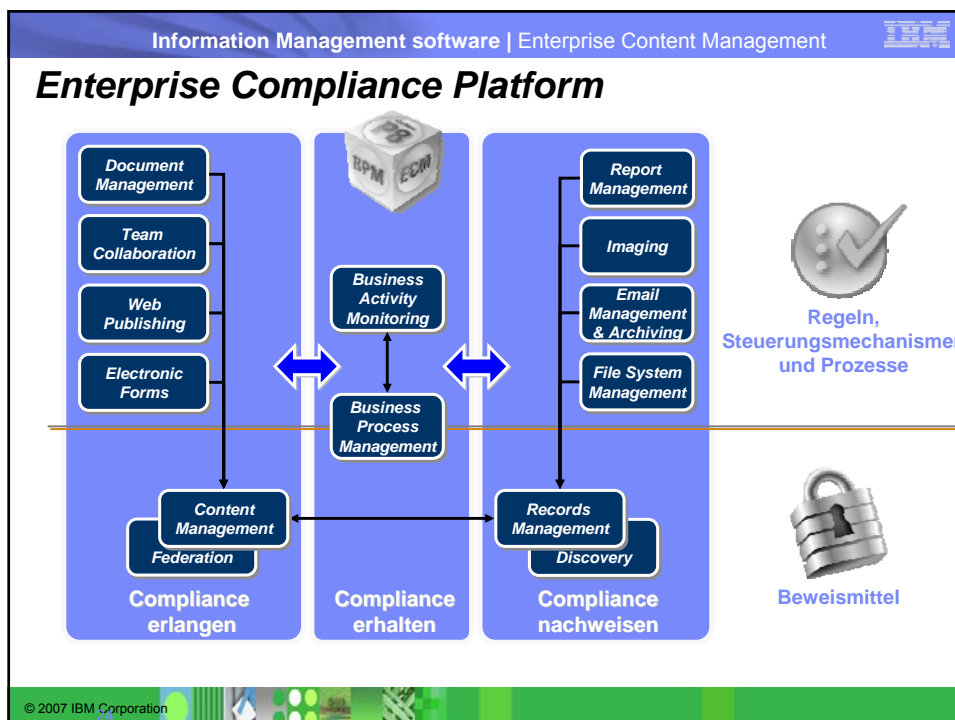 Information Management software | Enterprise Content Management
IBM
Enterprise Compliance Platform
Document
Management
Team
Collaboration
Web
Publishing
Electronic
Forms
Content
Management
Federation
Compliance
erlangen
PB
BPM
ECM
Business
Activity
Monitoring
Business
Process
Management
Compliance
erhalten
Report
Management
Imaging
Email
Management
& Archiving
File System
Management
Records
Management
Discovery
Compliance
nachweisen
Regeln,
Steuerungsmechanismen
und Prozesse
Beweismittel
© 2007 IBM Corporation